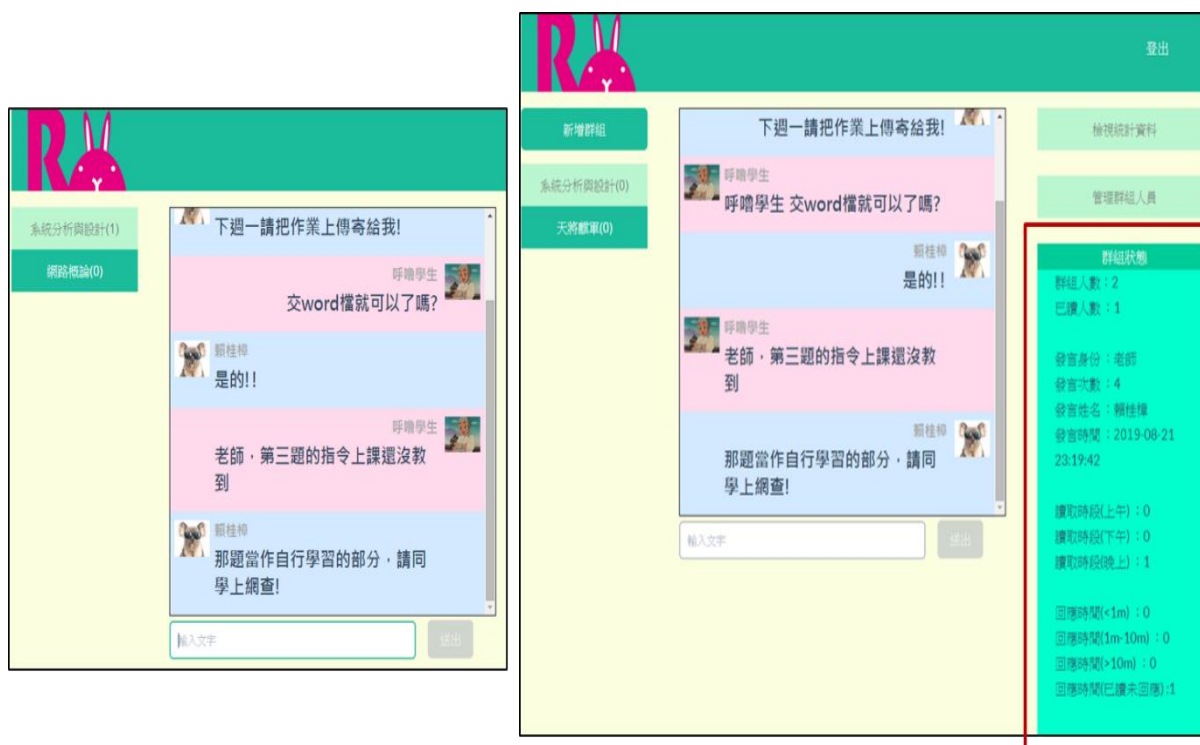 R
系統分析與設計(1)
網路概論(0)
下週一請把作業上傳寄給我!
呼嚕學生
交word檔就可以了嗎?
賴桂樟
是的!!
呼嚕學生
老師，第三題的指令上課還沒教
到
賴桂樟
那題當作自行學習的部分，請同
學上網查!
輸入文字
送出
R
登出
新增群組
系統分析與設計(0)
天將麒軍(0)
下週一請把作業上傳寄給我!
呼嚕學生
呼嚕學生 交word檔就可以了嗎?
賴桂樟
是的!!
呼嚕學生
老師，第三題的指令上課還沒教
到
賴桂樟
那題當作自行學習的部分，請同
學上網查!
輸入文字
送出
檢視統計資料
管理群組人員
群組狀態
群組人數：2
已讀人數：1
發言身份：老師
發言次數：4
發言姓名：賴桂樟
發言時間：2019-08-21
23:19:42
讀取時段(上午)：0
讀取時段(下午)：0
讀取時段(晚上)：1
回應時間(<1m)：0
回應時間(1m-10m)：0
回應時間(>10m)：0
回應時間(已讀未回應):1